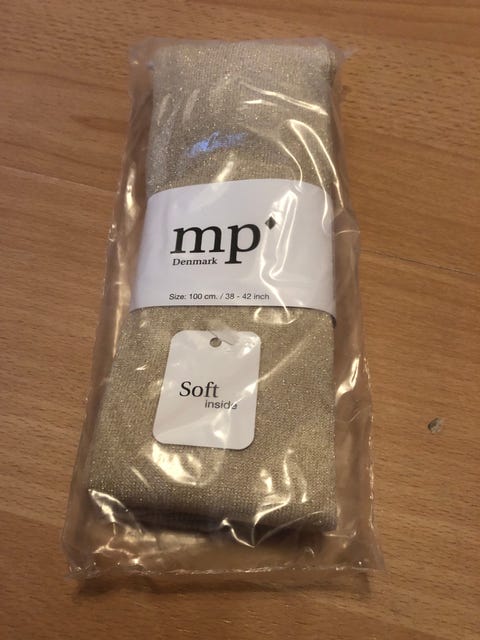 mp
Denmark
Size: 100 cm. / 38 - 42 inch
Soft
inside